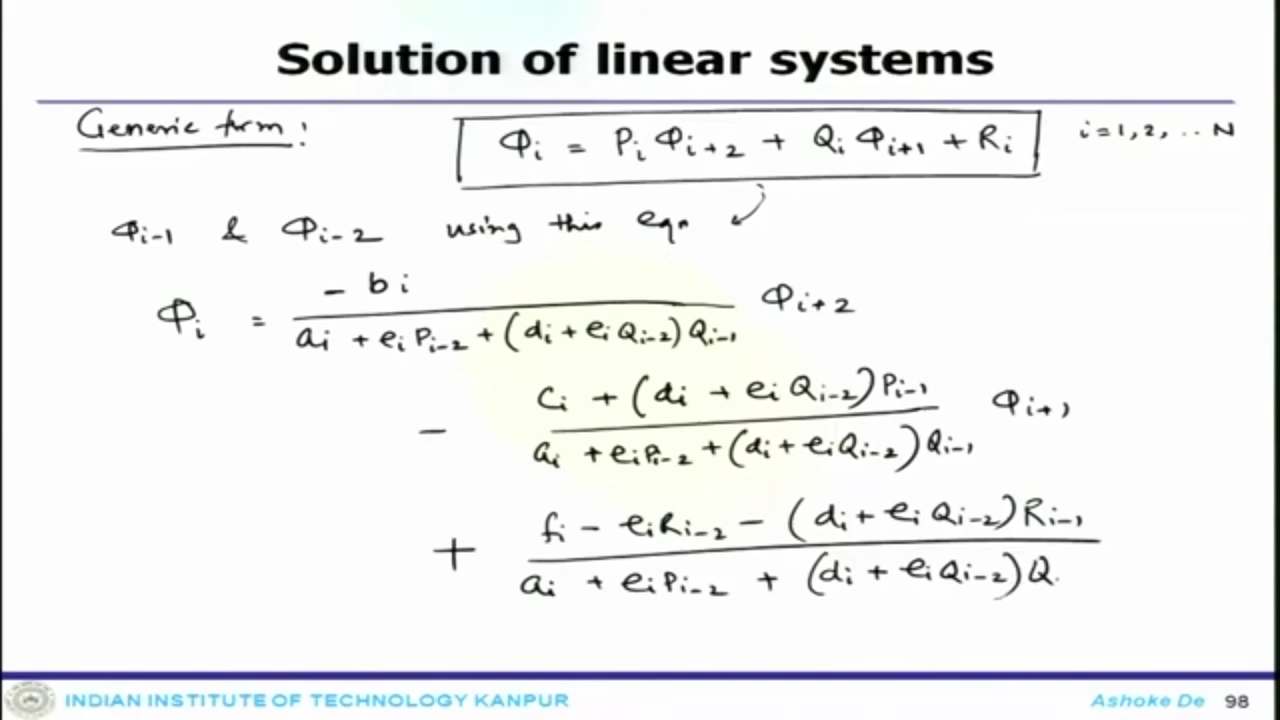 Solution of linear systems
Generic form:
Φᵢ = Pᵢ Φᵢ₊₂ + Qᵢ Φᵢ₊₁ + Rᵢ   i=1,2,..N
Φᵢ₋₁ & Φᵢ₋₂ using this eqn
Φᵢ = - bᵢ / aᵢ + eᵢ Pᵢ₋₂ + (dᵢ + eᵢ Qᵢ₋₂) Qᵢ₋₁ Φᵢ₊₂
- cᵢ + (dᵢ + eᵢ Qᵢ₋₂) Pᵢ₋₁ / aᵢ + eᵢ Pᵢ₋₂ + (dᵢ + eᵢ Qᵢ₋₂) Qᵢ₋₁ Φᵢ₊₁
+ fᵢ - eᵢ Rᵢ₋₂ - (dᵢ + eᵢ Qᵢ₋₂) Rᵢ₋₁ / aᵢ + eᵢ Pᵢ₋₂ + (dᵢ + eᵢ Qᵢ₋₂) Q.
INDIAN INSTITUTE OF TECHNOLOGY KANPUR
Ashoke De 98